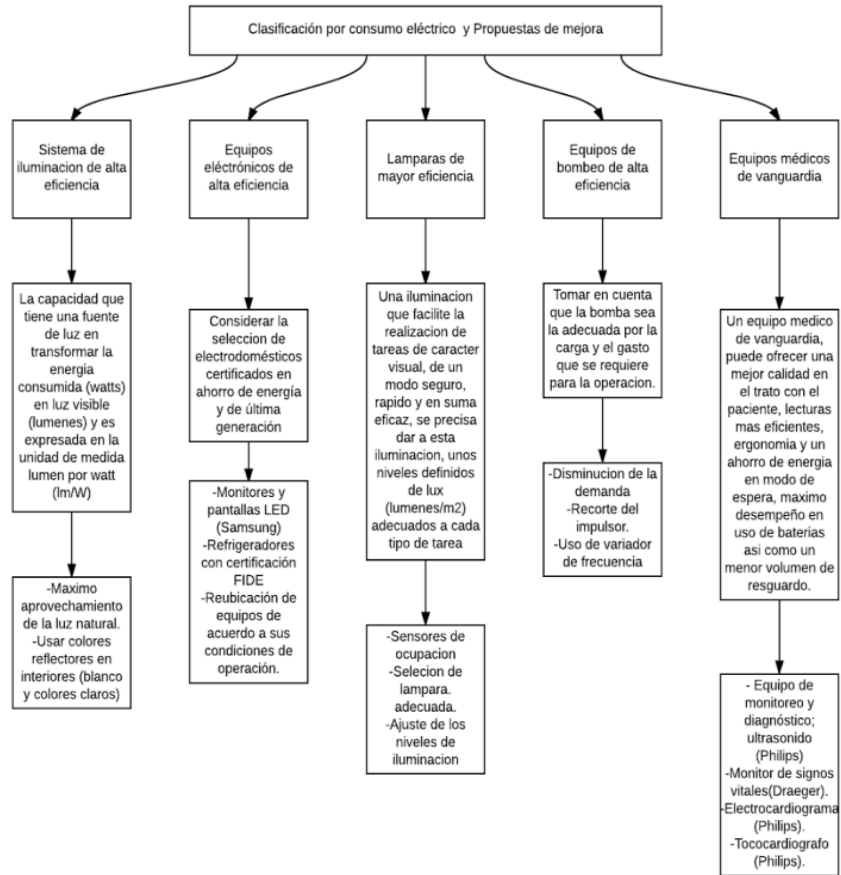 Clasificación por consumo eléctrico y Propuestas de mejora
Sistema de
iluminacion de alta
eficiencia
Equipos
eléctrónicos de
alta eficiencia
Lamparas de
mayor eficiencia
Equipos de
bombeo de alta
eficiencia
Equipos médicos
de vanguardia
La capacidad que
tiene una fuente
de luz en
transformar la
energia
consumida (watts)
en luz visible
(lumenes) y es
expresada en la
unidad de medida
lumen por watt
(lm/W)
Considerar la
seleccion de
electrodomésticos
certificados en
ahorro de energía
y de última
generación
Una iluminacion
que facilite la
realizacion de
tareas de caracter
visual, de un
modo seguro,
rapido y en suma
eficaz, se precisa
dar a esta
iluminacion, unos
niveles definidos
de lux
(lumenes/m2)
adecuados a cada
tipo de tarea
Tomar en cuenta
que la bomba sea
la adecuada por la
carga y el gasto
que se requiere
para la operacion.
Un equipo medico
de vanguardia,
puede ofrecer una
mejor calidad en
el trato con el
paciente, lecturas
mas eficientes,
ergonomia y un
ahorro de energia
en modo de
espera, maximo
desempeño en
uso de baterias
asi como un
menor volumen de
resguardo.
-Maximo
aprovechamiento
de la luz natural.
-Usar colores
reflectores en
interiores (blanco
y colores claros)
-Monitores y
pantallas LED
(Samsung)
-Refrigeradores
con certificación
FIDE
-Reubicación de
equipos de
acuerdo a sus
condiciones de
operación.
-Sensores de
ocupacion
-Selecion de
lampara.
adecuada.
-Ajuste de los
niveles de
iluminacion
-Disminucion de la
demanda
-Recorte del
impulsor.
-Uso de variador
de frecuencia
- Equipo de
monitoreo y
diagnóstico;
ultrasonido
(Philips)
-Monitor de signos
vitales(Draeger).
-Electrocardiograma
(Philips).
-Tococardiografo
(Philips).